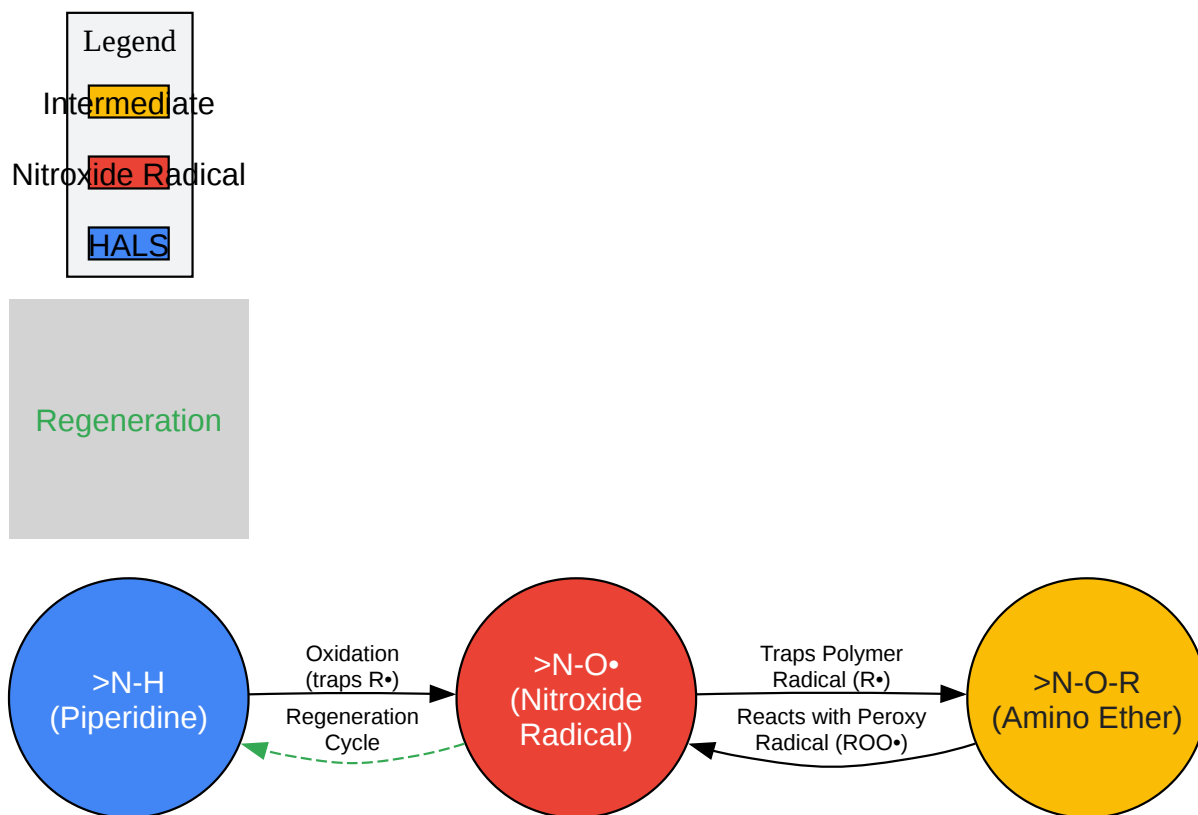 Legend
Intermediate
Nitroxide Radical
HALS
Regeneration
>N-H
(Piperidine)
Oxidation
(traps R•)
Regeneration
Cycle
>N-O•
(Nitroxide
Radical)
Traps Polymer
Radical (R•)
Reacts with Peroxy
Radical (ROO•)
>N-O-R
(Amino Ether)